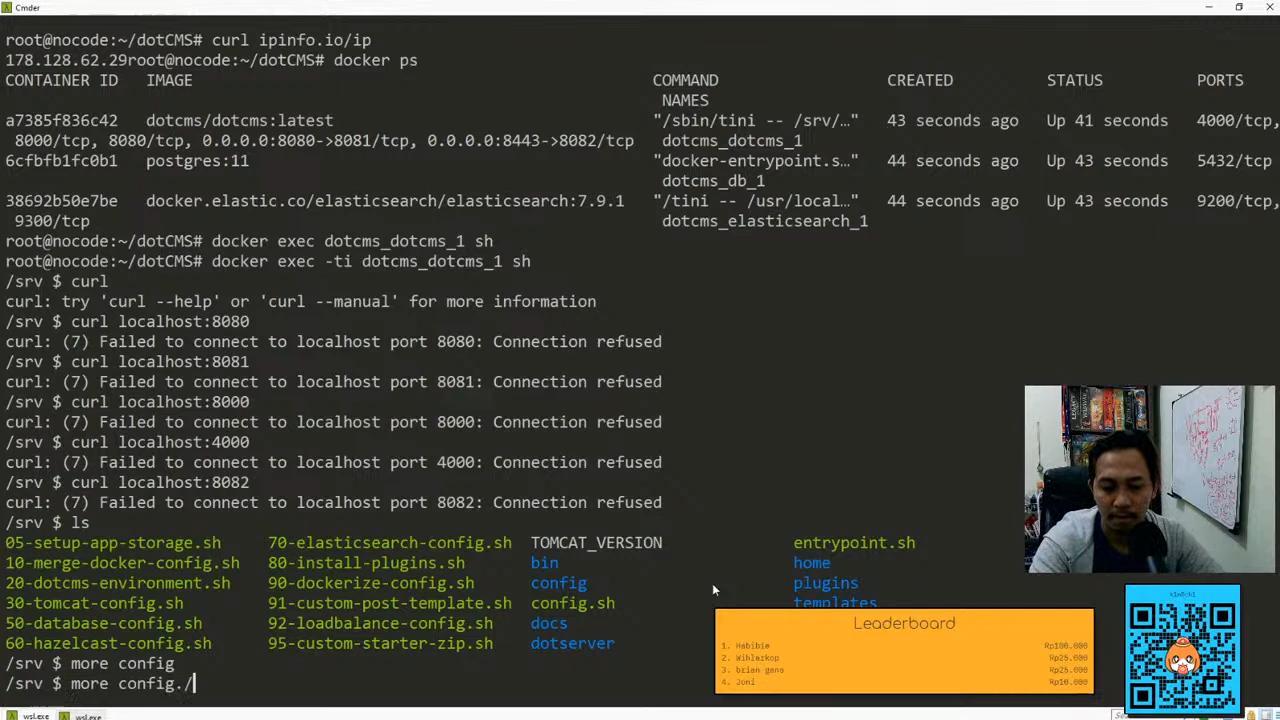 Cmder
root@nocode:~/dotCMS# curl ipinfo.io/ip
178.128.62.29root@nocode:~/dotCMS# docker ps
CONTAINER ID IMAGE COMMAND CREATED STATUS PORTS
NAMES
a7385f836c42 dotcms/dotcms:latest "/sbin/tini -- /srv/…" 43 seconds ago Up 41 seconds 4000/tcp,
8000/tcp, 8080/tcp, 0.0.0.0:8080->8081/tcp, 0.0.0.0:8443->8082/tcp dotcms_dotcms_1
6cfbfb1fc0b1 postgres:11 "docker-entrypoint.s…" 44 seconds ago Up 43 seconds 5432/tcp
dotcms_db_1
38692b50e7be docker.elastic.co/elasticsearch/elasticsearch:7.9.1 "/tini -- /usr/local…" 44 seconds ago Up 43 seconds 9200/tcp,
9300/tcp dotcms_elasticsearch_1
root@nocode:~/dotCMS# docker exec dotcms_dotcms_1 sh
root@nocode:~/dotCMS# docker exec -ti dotcms_dotcms_1 sh
/srv $ curl
curl: try 'curl --help' or 'curl --manual' for more information
/srv $ curl localhost:8080
curl: (7) Failed to connect to localhost port 8080: Connection refused
/srv $ curl localhost:8081
curl: (7) Failed to connect to localhost port 8081: Connection refused
/srv $ curl localhost:8000
curl: (7) Failed to connect to localhost port 8000: Connection refused
/srv $ curl localhost:4000
curl: (7) Failed to connect to localhost port 4000: Connection refused
/srv $ curl localhost:8082
curl: (7) Failed to connect to localhost port 8082: Connection refused
/srv $ ls
05-setup-app-storage.sh 70-elasticsearch-config.sh TOMCAT_VERSION entrypoint.sh
10-merge-docker-config.sh 80-install-plugins.sh bin home
20-dotcms-environment.sh 90-dockerize-config.sh config plugins
30-tomcat-config.sh 91-custom-post-template.sh config.sh templates
50-database-config.sh 92-loadbalance-config.sh docs
60-hazelcast-config.sh 95-custom-starter-zip.sh dotserver
/srv $ more config
/srv $ more config./
Leaderboard
1. Habibie Rp100.000
2. Wihlarkop Rp25.000
3. brian gans Rp25.000
4. Joni Rp10.000
wsl.exe wsl.exe